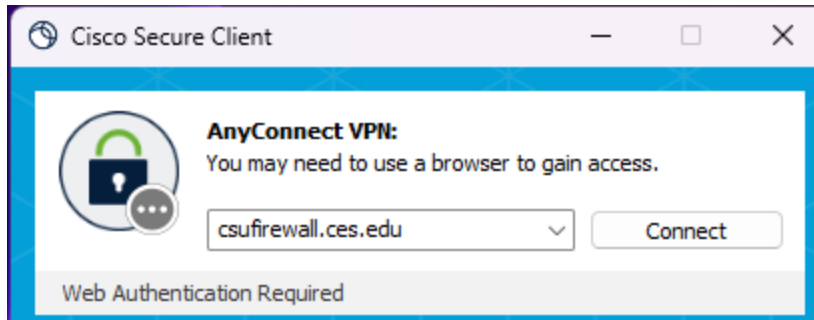 Cisco Secure Client
AnyConnect VPN:
You may need to use a browser to gain access.
csufirewall.ces.edu
Connect
Web Authentication Required